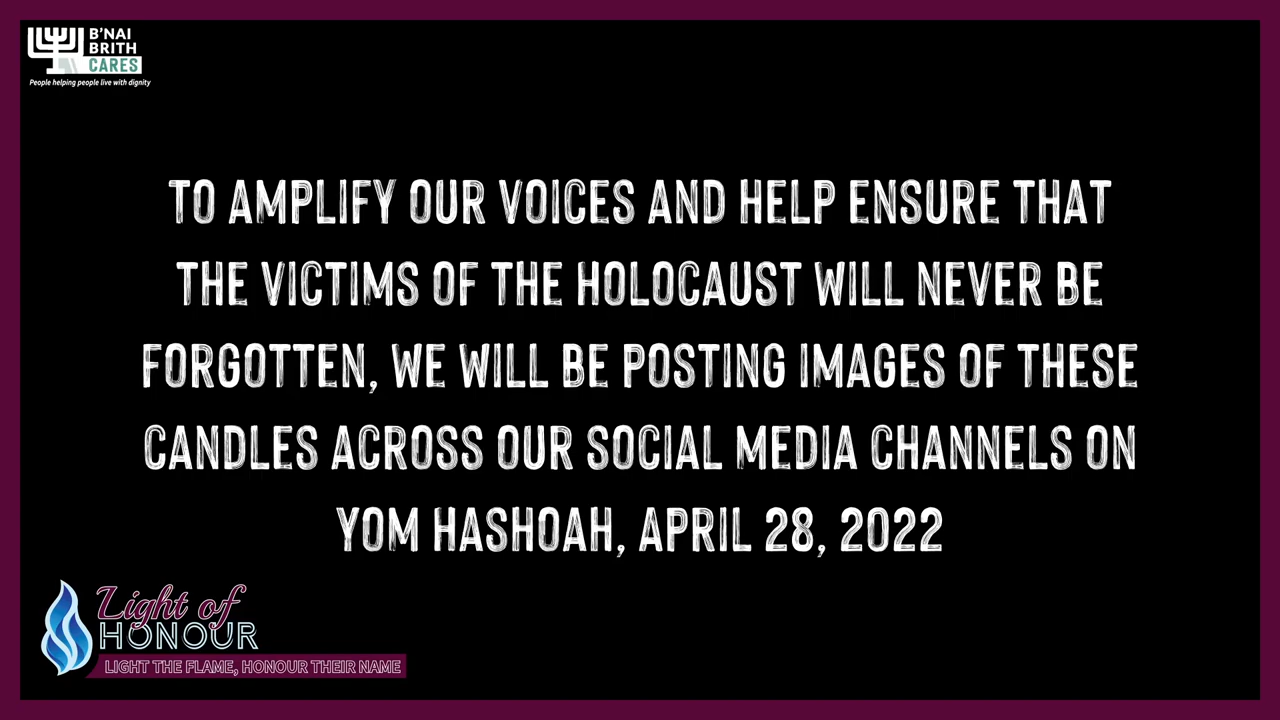 B'NAI
BRITH
CARES
People helping people live with dignity
TO AMPLIFY OUR VOICES AND HELP ENSURE THAT
THE VICTIMS OF THE HOLOCAUST WILL NEVER BE
FORGOTTEN, WE WILL BE POSTING IMAGES OF THESE
CANDLES ACROSS OUR SOCIAL MEDIA CHANNELS ON
YOM HASHOAH, APRIL 28, 2022
Light of
HONOUR
LIGHT THE FLAME, HONOUR THEIR NAME